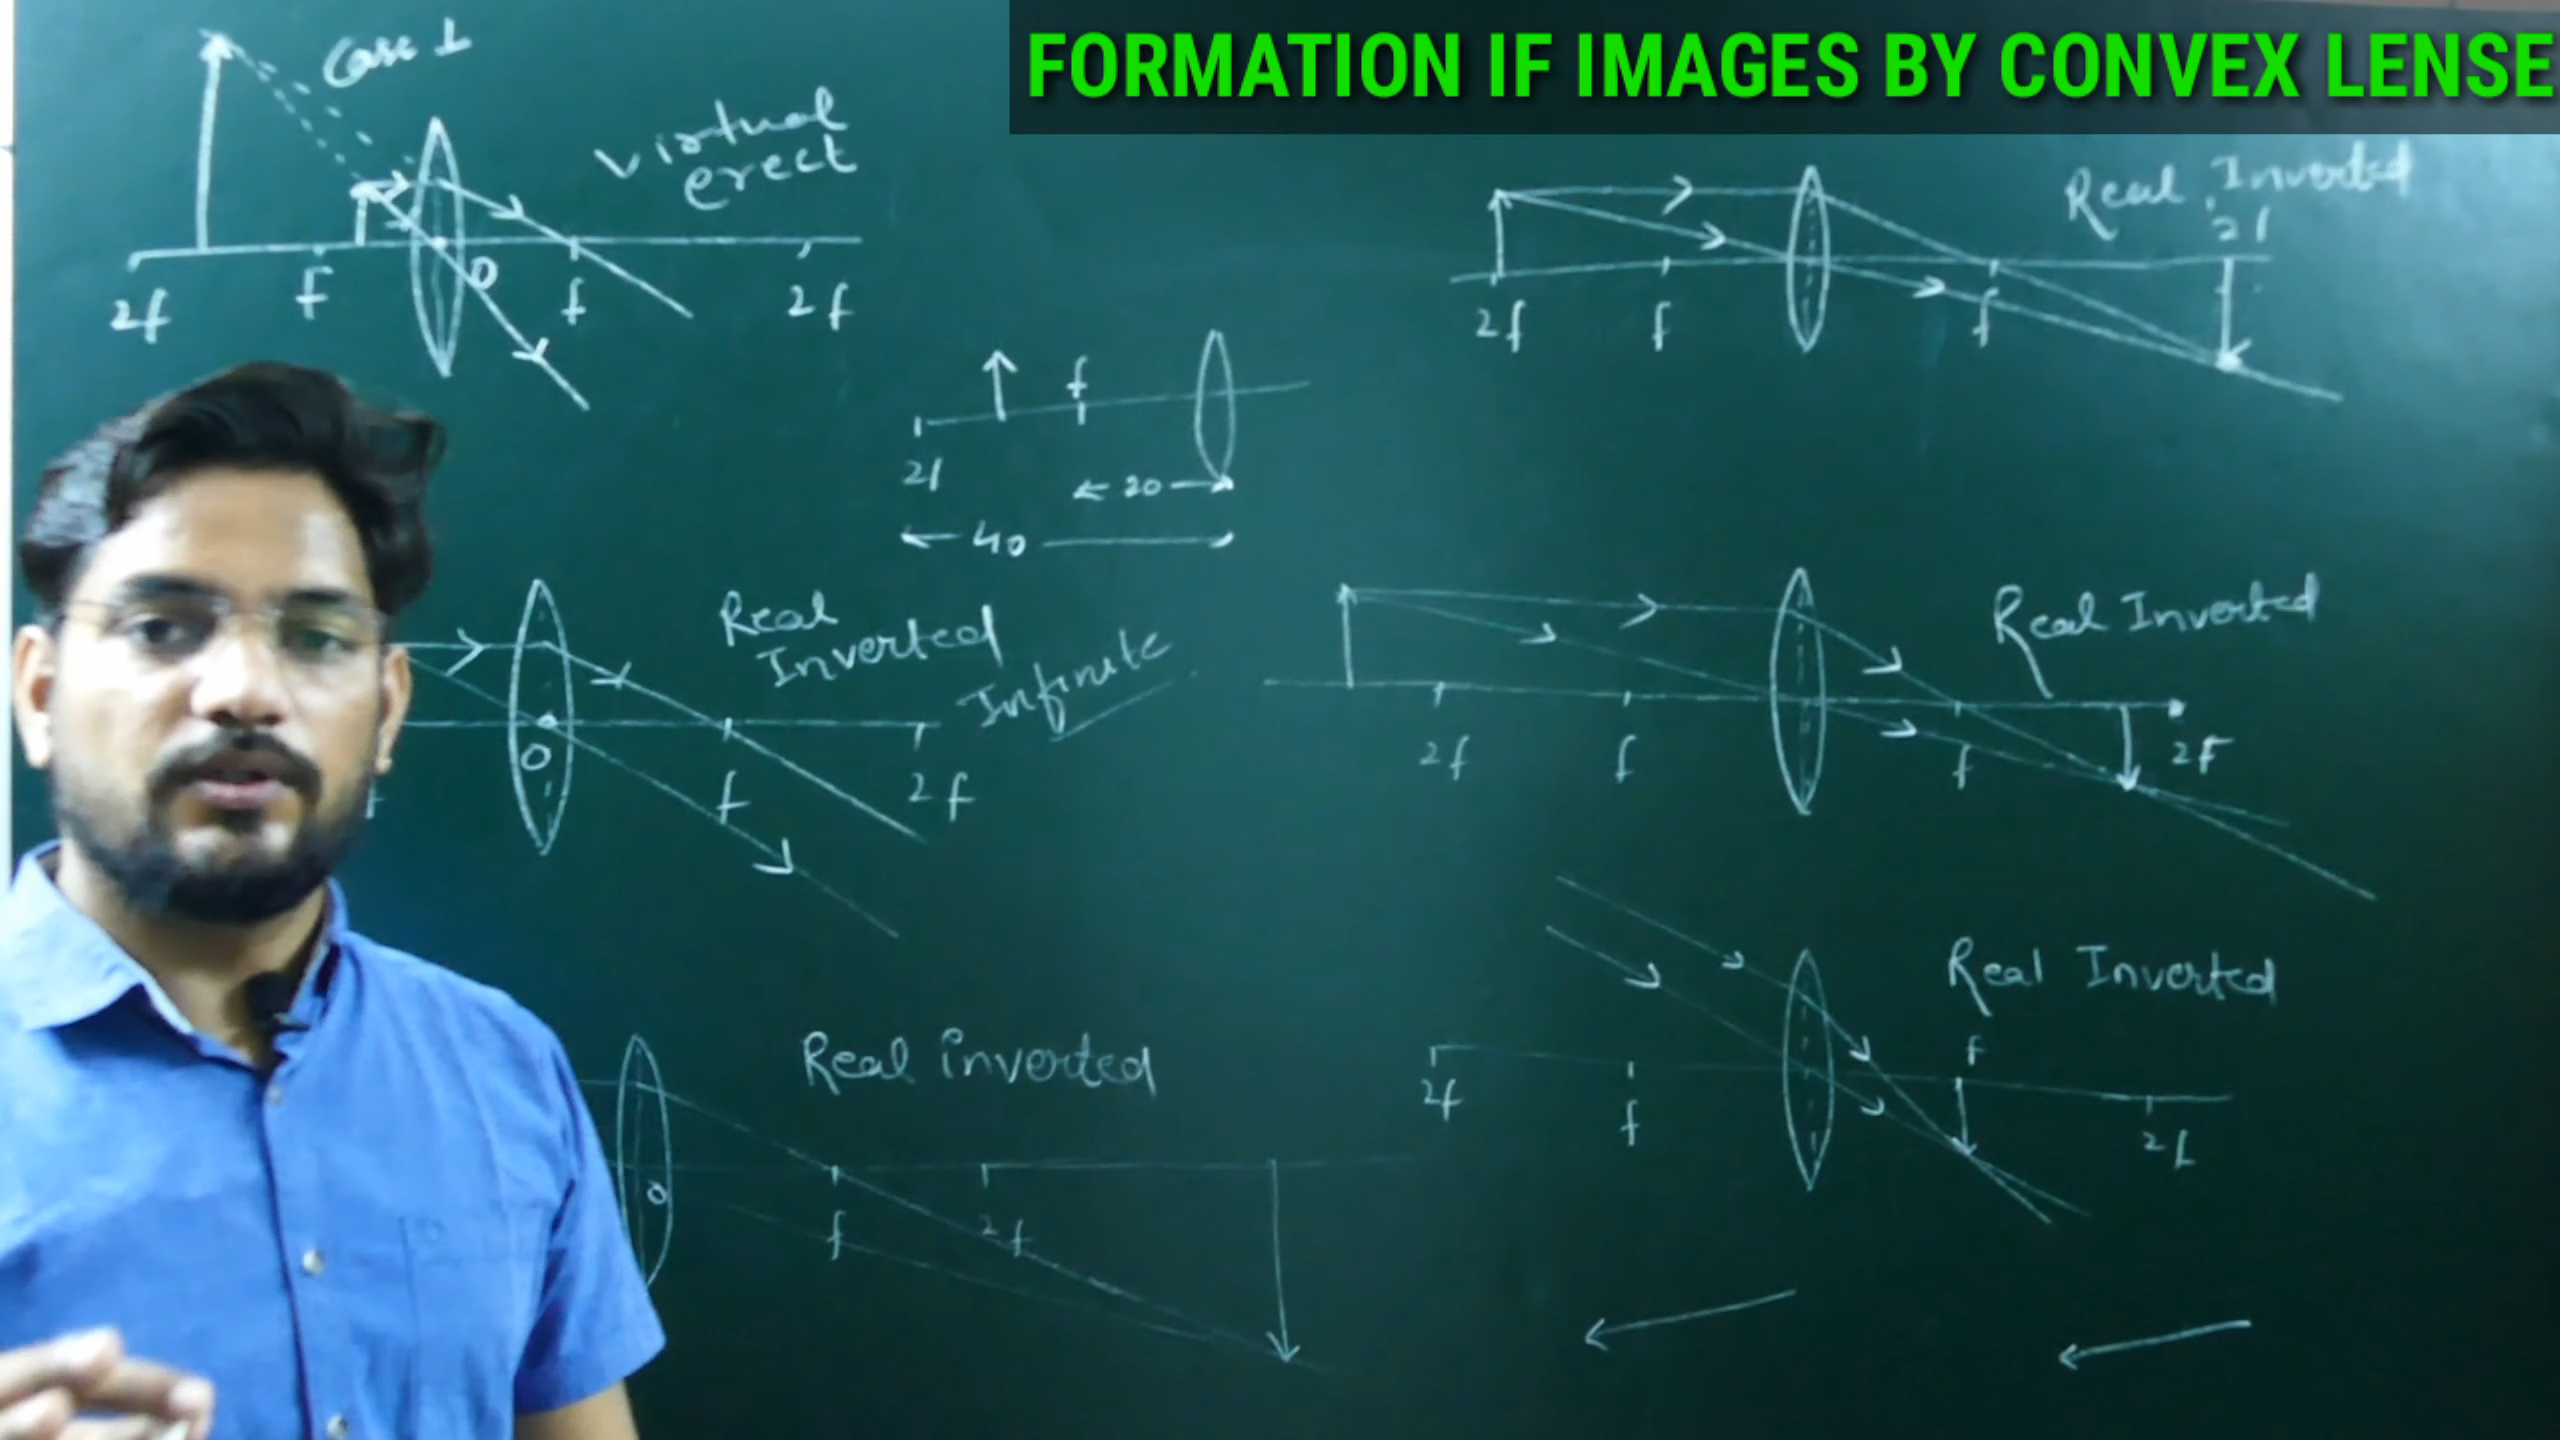 FORMATION IF IMAGES BY CONVEX LENSE
Case 1
virtual
erect
2f
f
O
f
2f
Real, Inverted
2f
2f
f
f
f
2f
20
40
Real
Inverted
Infinite
O
f
2f
Real Inverted
2f
f
f
2f
Real inverted
O
f
2f
Real Inverted
f
2f
f
2f